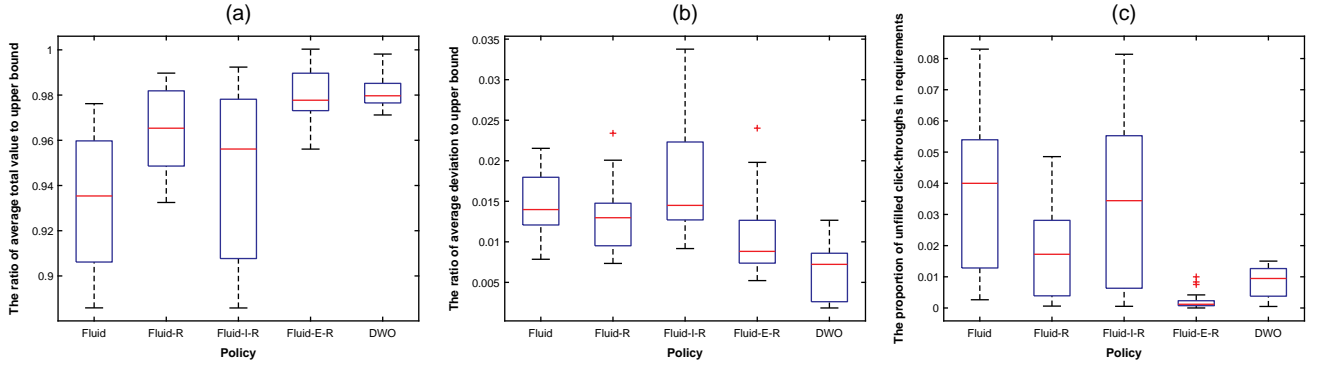 (a)
The ratio of average total value to upper bound
1
0.98
0.96
0.94
0.92
0.9
Fluid Fluid-R Fluid-I-R Fluid-E-R DWO
Policy
(b)
The ratio of average deviation to upper bound
0.035
0.03
0.025
0.02
0.015
0.01
0.005
Fluid Fluid-R Fluid-I-R Fluid-E-R DWO
Policy
(c)
The proportion of unfilled click-throughs in requirements
0.08
0.07
0.06
0.05
0.04
0.03
0.02
0.010
0
Fluid Fluid-R Fluid-I-R Fluid-E-R DWO
Policy